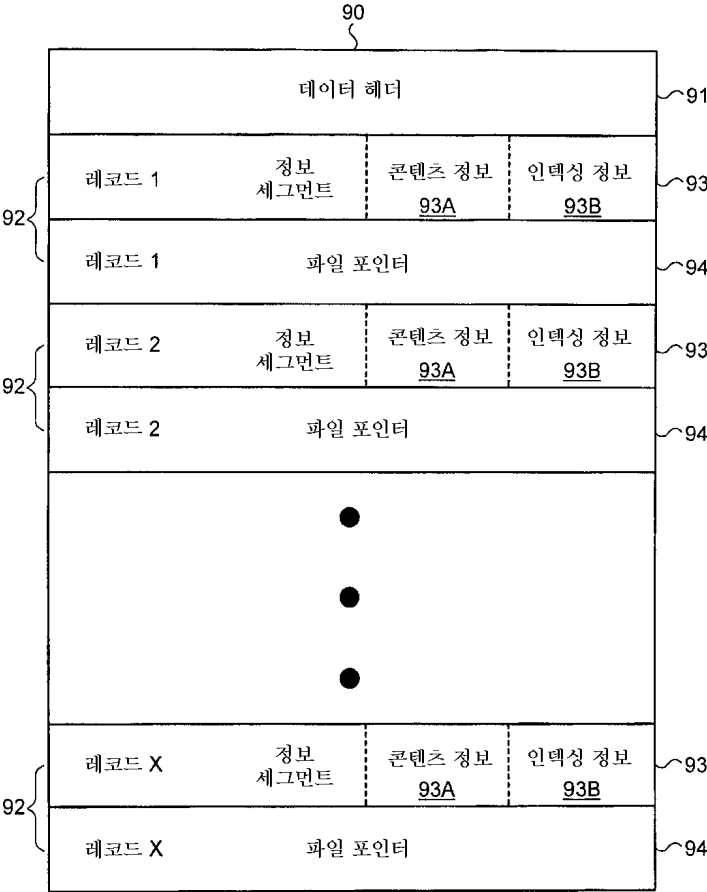 90
데이터 헤더
91
레코드 1
정보
세그먼트
콘텐츠 정보
93A
인덱싱 정보
93B
93
92
레코드 1
파일 포인터
94
레코드 2
정보
세그먼트
콘텐츠 정보
93A
인덱싱 정보
93B
93
92
레코드 2
파일 포인터
94
레코드 X
정보
세그먼트
콘텐츠 정보
93A
인덱싱 정보
93B
93
92
레코드 X
파일 포인터
94